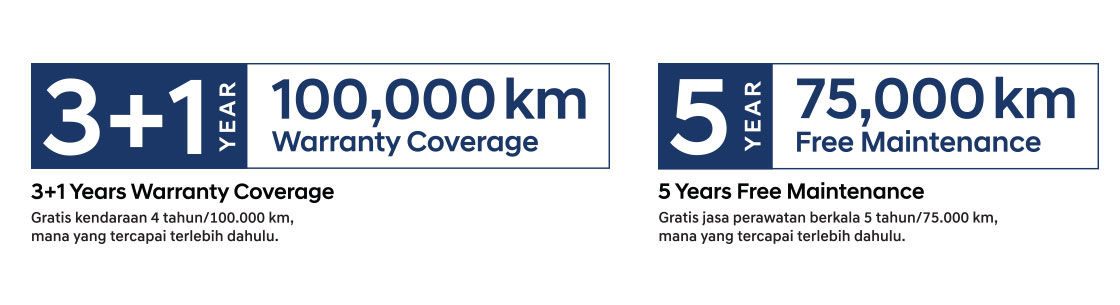 3+1 YEAR
100,000 km
Warranty Coverage
3+1 Years Warranty Coverage
Gratis kendaraan 4 tahun/100.000 km,
mana yang tercapai terlebih dahulu.
5 YEAR
75,000 km
Free Maintenance
5 Years Free Maintenance
Gratis jasa perawatan berkala 5 tahun/75.000 km,
mana yang tercapai terlebih dahulu.